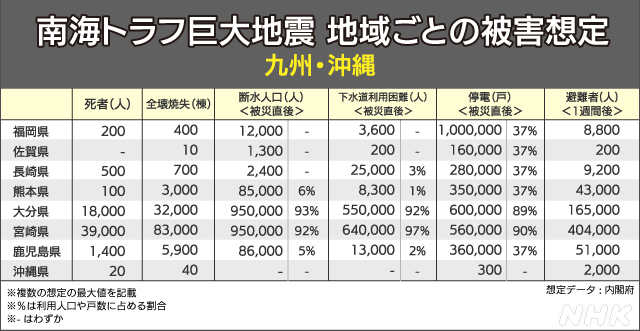 南海トラフ巨大地震 地域ごとの被害想定
九州・沖縄
死者(人) 全壊焼失(棟) 断水人口(人)<被災直後> 下水道利用困難(人)<被災直後> 停電(戸)<被災直後> 避難者(人)<1週間後>
福岡県 200 400 12,000 - 3,600 - 1,000,000 37% 8,800
佐賀県 - 10 1,300 - 200 - 160,000 37% 200
長崎県 500 700 2,400 - 25,000 3% 280,000 37% 9,200
熊本県 100 3,000 85,000 6% 8,300 1% 350,000 37% 43,000
大分県 18,000 32,000 950,000 93% 550,000 92% 600,000 89% 165,000
宮崎県 39,000 83,000 950,000 92% 640,000 97% 560,000 90% 404,000
鹿児島県 1,400 5,900 86,000 5% 13,000 2% 360,000 37% 51,000
沖縄県 20 40 - - - - 300 - 2,000
※複数の想定の最大値を記載
※%は利用人口や戸数に占める割合
※- はわずか
想定データ：内閣府
NHK